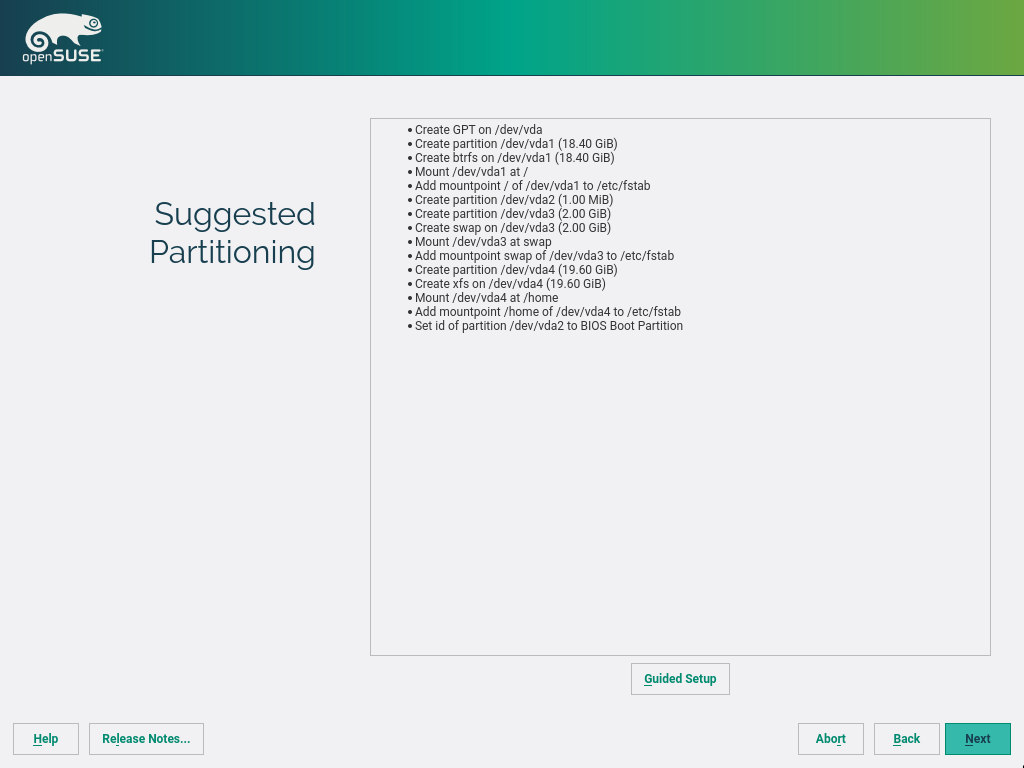 openSUSE
Suggested
Partitioning
• Create GPT on /dev/vda
• Create partition /dev/vda1 (18.40 GiB)
• Create btrfs on /dev/vda1 (18.40 GiB)
• Mount /dev/vda1 at /
• Add mountpoint / of /dev/vda1 to /etc/fstab
• Create partition /dev/vda2 (1.00 MiB)
• Create partition /dev/vda3 (2.00 GiB)
• Create swap on /dev/vda3 (2.00 GiB)
• Mount /dev/vda3 at swap
• Add mountpoint swap of /dev/vda3 to /etc/fstab
• Create partition /dev/vda4 (19.60 GiB)
• Create xfs on /dev/vda4 (19.60 GiB)
• Mount /dev/vda4 at /home
• Add mountpoint /home of /dev/vda4 to /etc/fstab
• Set id of partition /dev/vda2 to BIOS Boot Partition
Guided Setup
Help Release Notes... Abort Back Next